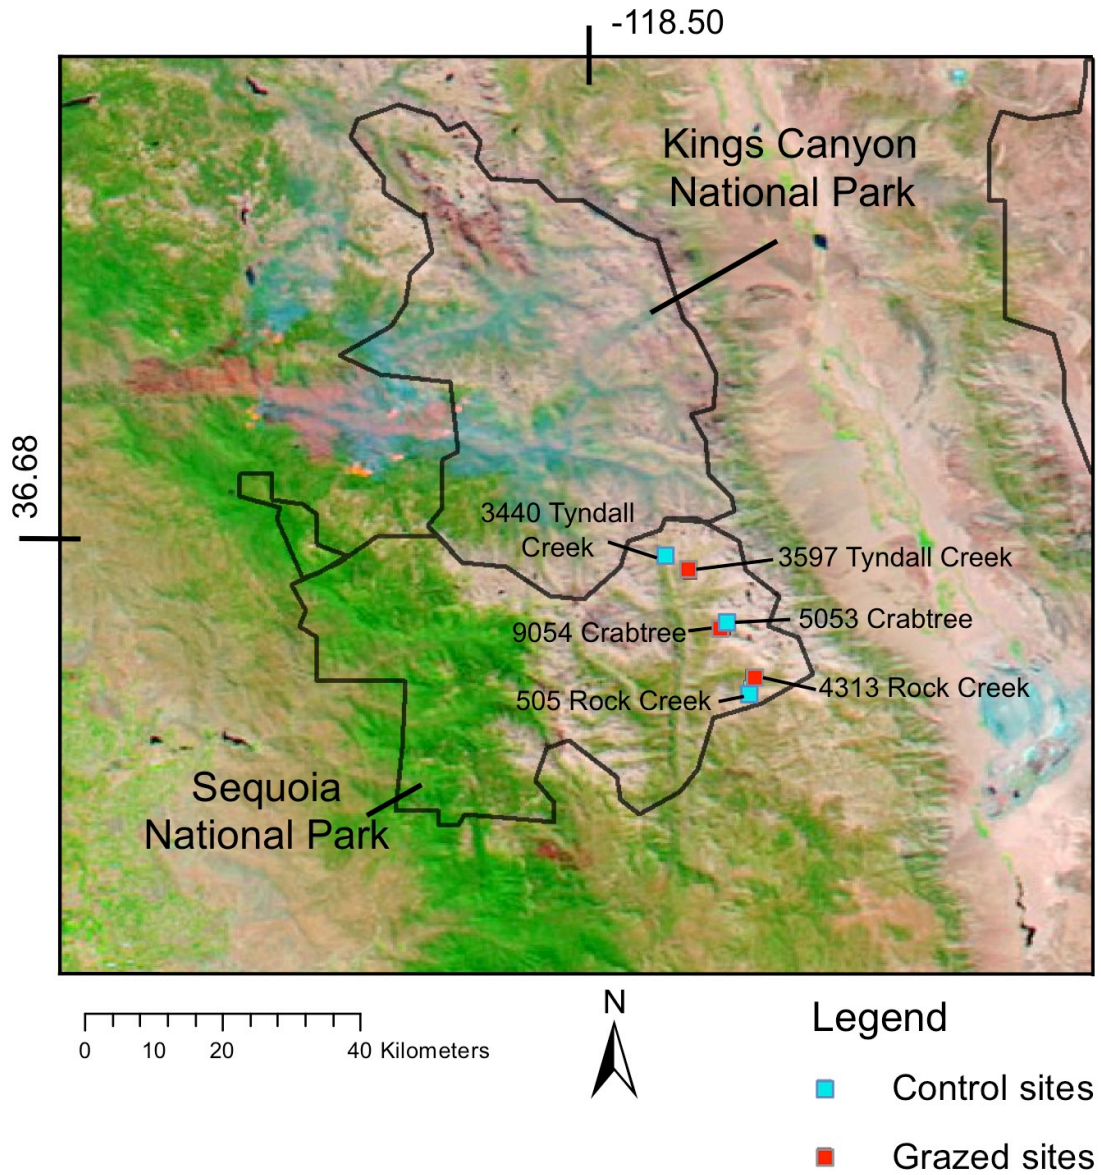 -118.50
Kings Canyon
National Park
36.68
3440 Tyndall
Creek
3597 Tyndall Creek
5053 Crabtree
9054 Crabtree
4313 Rock Creek
505 Rock Creek
Sequoia
National Park
N
0 10 20 40 Kilometers
Legend
Control sites
Grazed sites